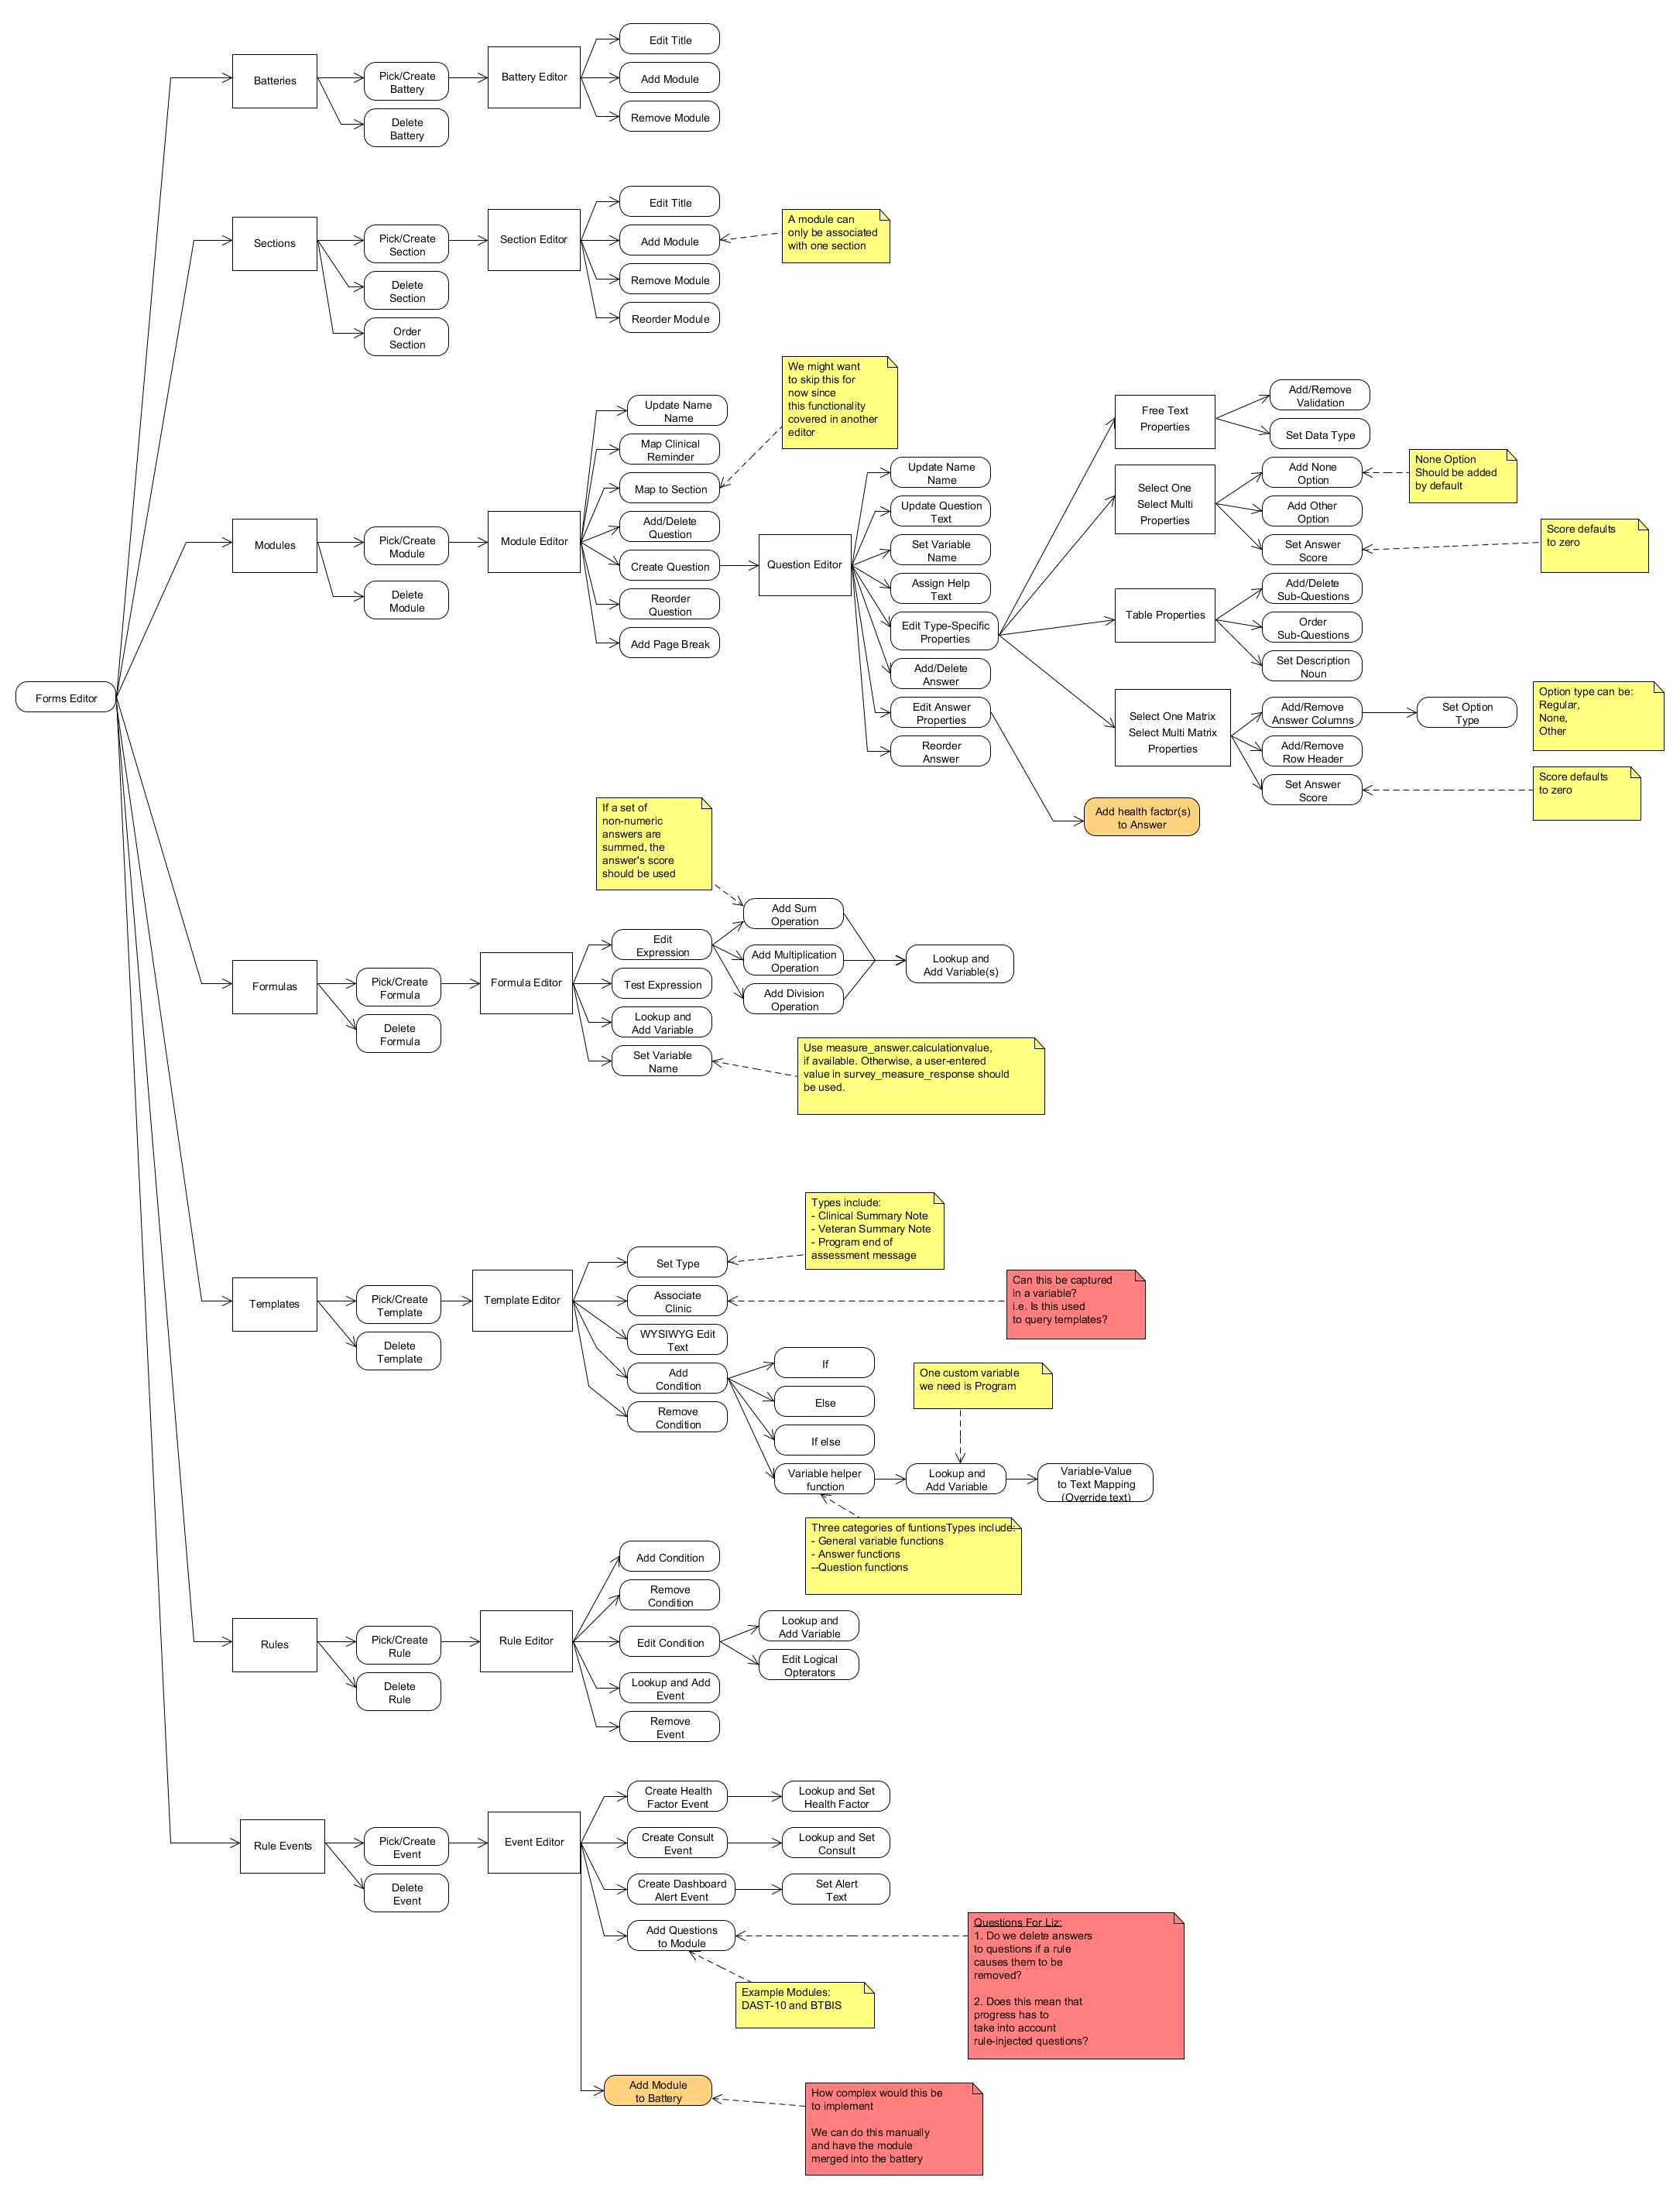 Forms Editor
Batteries
Pick/Create
Battery
Delete
Battery
Battery Editor
Edit Title
Add Module
Remove Module
Sections
Pick/Create
Section
Delete
Section
Order
Section
Section Editor
Edit Title
Add Module
Remove Module
Reorder Module
A module can
only be associated
with one section
Modules
Pick/Create
Module
Delete
Module
Module Editor
Update Name
Name
Map Clinical
Reminder
Map to Section
Add/Delete
Question
Create Question
Reorder
Question
Add Page Break
We might want
to skip this for
now since
this functionality
covered in another
editor
Question Editor
Update Name
Name
Update Question
Text
Set Variable
Name
Assign Help
Text
Edit Type-Specific
Properties
Add/Delete
Answer
Edit Answer
Properties
Reorder
Answer
Free Text
Properties
Add/Remove
Validation
Set Data Type
Select One
Select Multi
Properties
Add None
Option
Add Other
Option
Set Answer
Score
None Option
Should be added
by default
Score defaults
to zero
Table Properties
Add/Delete
Sub-Questions
Order
Sub-Questions
Set Description
Noun
Select One Matrix
Select Multi Matrix
Properties
Add/Remove
Answer Columns
Add/Remove
Row Header
Set Answer
Score
Set Option
Type
Option type can be:
Regular,
None,
Other
Score defaults
to zero
Add health factor(s)
to Answer
Formulas
Pick/Create
Formula
Delete
Formula
Formula Editor
Edit
Expression
Test Expression
Lookup and
Add Variable
Set Variable
Name
If a set of
non-numeric
answers are
summed, the
answer's score
should be used
Add Sum
Operation
Add Multiplication
Operation
Add Division
Operation
Lookup and
Add Variable(s)
Use measure_answer.calculationvalue,
if available. Otherwise, a user-entered
value in survey_measure_response should
be used.
Templates
Pick/Create
Template
Delete
Template
Template Editor
Set Type
Associate
Clinic
WYSIWYG Edit
Text
Add
Condition
Remove
Condition
Types include:
- Clinical Summary Note
- Veteran Summary Note
- Program end of
assessment message
Can this be captured
in a variable?
i.e. Is this used
to query templates?
If
Else
If else
Variable helper
function
One custom variable
we need is Program
Lookup and
Add Variable
Variable-Value
to Text Mapping
(Override text)
Three categories of funtionsTypes include:
- General variable functions
- Answer functions
--Question functions
Rules
Pick/Create
Rule
Delete
Rule
Rule Editor
Add Condition
Remove
Condition
Edit Condition
Lookup and Add
Event
Remove
Event
Lookup and
Add Variable
Edit Logical
Opterators
Rule Events
Pick/Create
Event
Delete
Event
Event Editor
Create Health
Factor Event
Lookup and Set
Health Factor
Create Consult
Event
Lookup and Set
Consult
Create Dashboard
Alert Event
Set Alert
Text
Add Questions
to Module
Example Modules:
DAST-10 and BTBIS
Questions For Liz:
1. Do we delete answers
to questions if a rule
causes them to be
removed?
2. Does this mean that
progress has to
take into account
rule-injected questions?
Add Module
to Battery
How complex would this be
to implement
We can do this manually
and have the module
merged into the battery